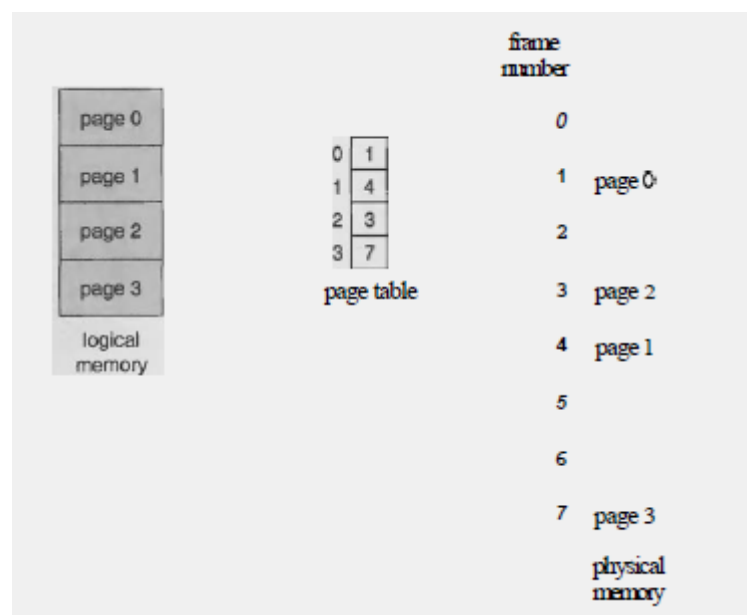 page 0
page 1
page 2
page 3
logical
memory
0 1
1 4
2 3
3 7
page table
frame
number
0
1 page 0
2
3 page 2
4 page 1
5
6
7 page 3
physical
memory